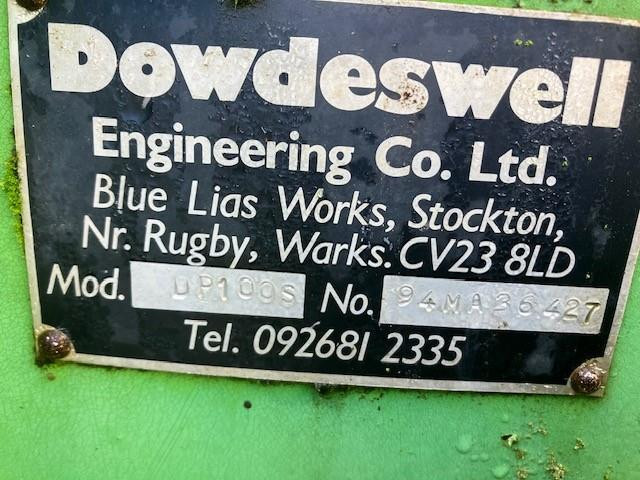 Dowdeswell
Engineering Co. Ltd.
Blue Lias Works, Stockton,
Nr. Rugby, Warks. CV23 8LD
Mod. DP100S No. 94MA36427
Tel. 092681 2335